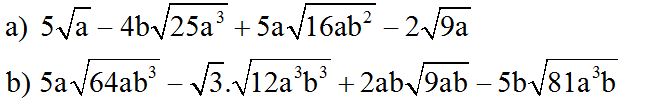 a) 5√a – 4b√25a³ + 5a√16ab² – 2√9a
b) 5a√64ab³ – √3.√12a³b³ + 2ab√9ab – 5b√81a³b